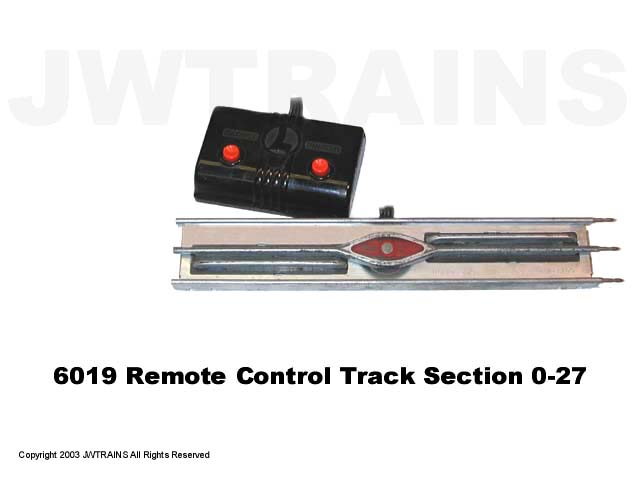 JWTRAINS
6019 Remote Control Track Section 0-27
Copyright 2003 JWTRAINS All Rights Reserved